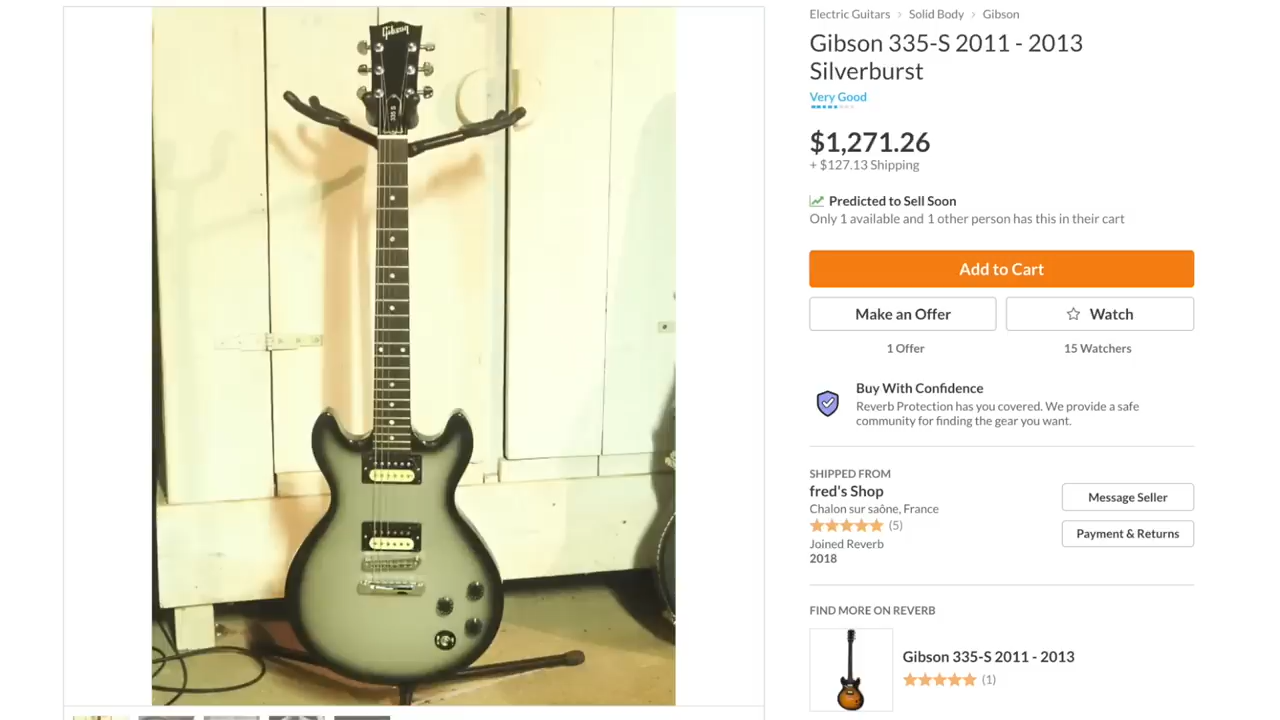 Electric Guitars > Solid Body > Gibson
Gibson 335-S 2011 - 2013
Silverburst
Very Good
$1,271.26
+ $127.13 Shipping
Predicted to Sell Soon
Only 1 available and 1 other person has this in their cart
Add to Cart
Make an Offer
Watch
1 Offer
15 Watchers
Buy With Confidence
Reverb Protection has you covered. We provide a safe
community for finding the gear you want.
SHIPPED FROM
fred's Shop
Message Seller
Chalon sur saône, France
(5)
Payment & Returns
Joined Reverb
2018
FIND MORE ON REVERB
Gibson 335-S 2011 - 2013
(1)
Gibson
335 S